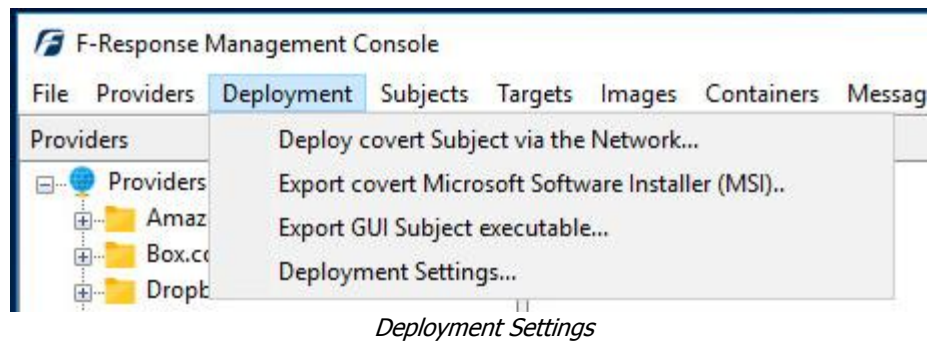 F-Response Management Console
File Providers Deployment Subjects Targets Images Containers Messag
Providers
Deploy covert Subject via the Network...
Providers
Export covert Microsoft Software Installer (MSI)..
Amaz
Export GUI Subject executable...
Box.co
Deployment Settings...
Dropb
Deployment Settings